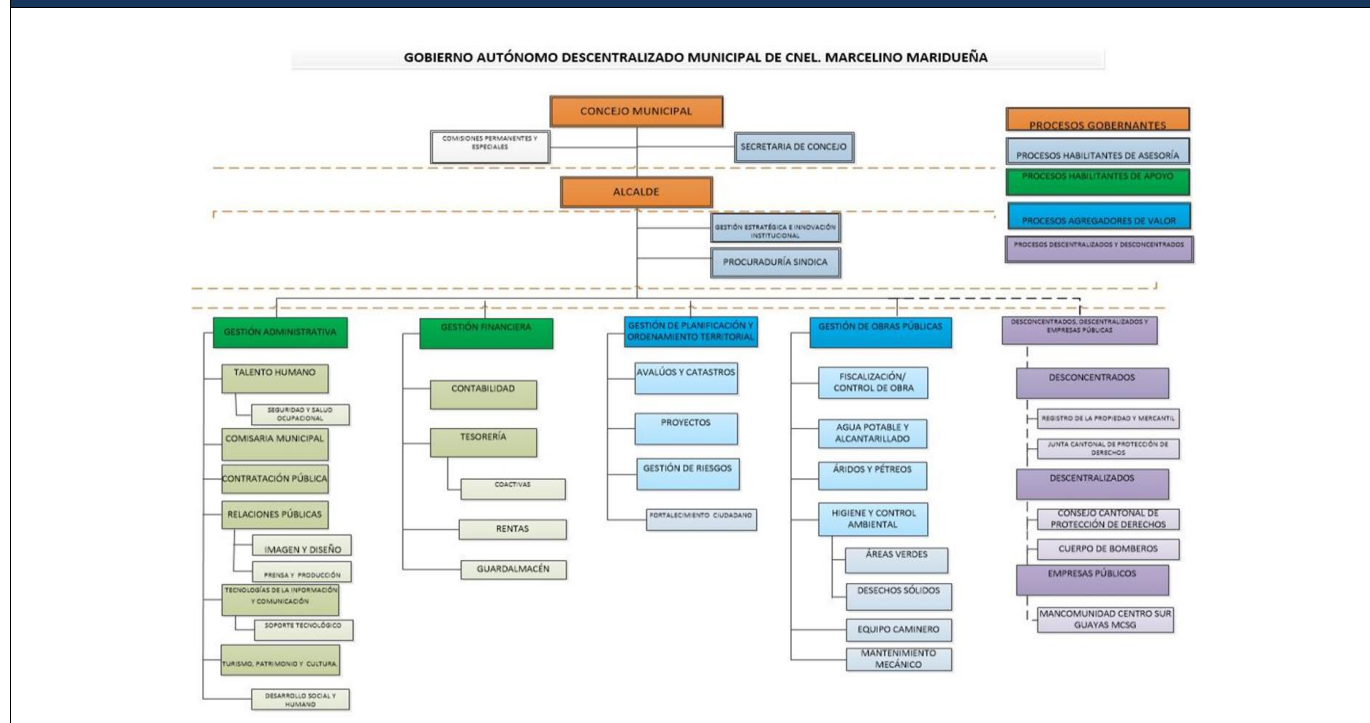 GOBIERNO AUTÓNOMO DESCENTRALIZADO MUNICIPAL DE CNEL. MARCELINO MARIDUEÑA
CONCEJO MUNICIPAL
COMISIONES PERMANENTES Y
ESPECIALES
SECRETARIA DE CONCEJO
ALCALDE
GESTIÓN ESTRATÉGICA E INNOVACIÓN
INSTITUCIONAL
PROCURADURÍA SINDICA
PROCESOS GOBERNANTES
PROCESOS HABILITANTES DE ASESORÍA
PROCESOS HABILITANTES DE APOYO
PROCESOS AGREGADORES DE VALOR
PROCESOS DESCENTRALIZADOS Y DESCONCENTRADOS
GESTIÓN ADMINISTRATIVA
TALENTO HUMANO
SEGURIDAD Y SALUD
OCUPACIONAL
COMISARIA MUNICIPAL
CONTRATACIÓN PÚBLICA
RELACIONES PÚBLICAS
IMAGEN Y DISEÑO
PRENSA Y PRODUCCIÓN
TECNOLOGÍAS DE LA INFORMACIÓN
Y COMUNICACIÓN
SOPORTE TECNOLÓGICO
TURISMO, PATRIMONIO Y CULTURA.
DESARROLLO SOCIAL Y
HUMANO
GESTIÓN FINANCIERA
CONTABILIDAD
TESORERÍA
COACTIVAS
RENTAS
GUARDALMACÉN
GESTIÓN DE PLANIFICACIÓN Y
ORDENAMIENTO TERRITORIAL
AVALÚOS Y CATASTROS
PROYECTOS
GESTIÓN DE RIESGOS
FORTALECIMIENTO CIUDADANO
GESTIÓN DE OBRAS PÚBLICAS
FISCALIZACIÓN/
CONTROL DE OBRA
AGUA POTABLE Y
ALCANTARILLADO
ÁRIDOS Y PÉTREOS
HIGIENE Y CONTROL
AMBIENTAL
ÁREAS VERDES
DESECHOS SÓLIDOS
EQUIPO CAMINERO
MANTENIMIENTO
MECÁNICO
DESCONCENTRADOS, DESCENTRALIZADOS Y
EMPRESAS PÚBLICAS
DESCONCENTRADOS
REGISTRO DE LA PROPIEDAD Y MERCANTIL
JUNTA CANTONAL DE PROTECCIÓN DE
DERECHOS
DESCENTRALIZADOS
CONSEJO CANTONAL DE
PROTECCIÓN DE DERECHOS
CUERPO DE BOMBEROS
EMPRESAS PÚBLICOS
MANCOMUNIDAD CENTRO SUR
GUAYAS MCSG